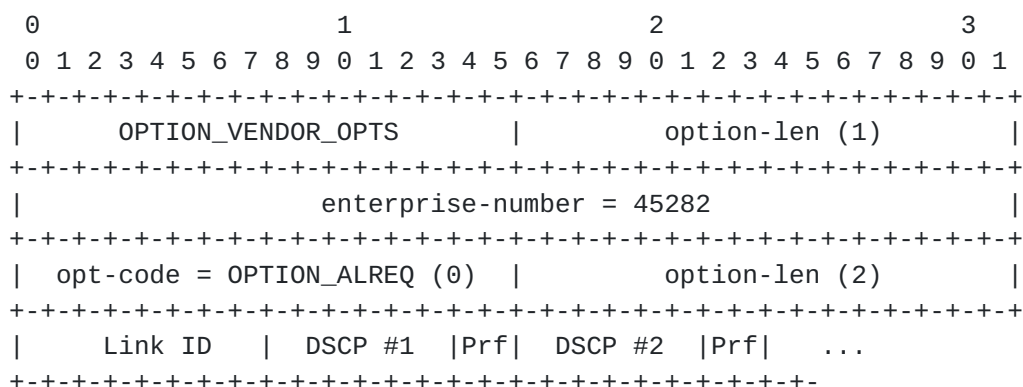 0                   1                   2                   3
 0 1 2 3 4 5 6 7 8 9 0 1 2 3 4 5 6 7 8 9 0 1 2 3 4 5 6 7 8 9 0 1
+-+-+-+-+-+-+-+-+-+-+-+-+-+-+-+-+-+-+-+-+-+-+-+-+-+-+-+-+-+-+-+-+
|      OPTION_VENDOR_OPTS       |         option-len (1)        |
+-+-+-+-+-+-+-+-+-+-+-+-+-+-+-+-+-+-+-+-+-+-+-+-+-+-+-+-+-+-+-+-+
|                   enterprise-number = 45282                   |
+-+-+-+-+-+-+-+-+-+-+-+-+-+-+-+-+-+-+-+-+-+-+-+-+-+-+-+-+-+-+-+-+
|  opt-code = OPTION_ALREQ (0)  |         option-len (2)        |
+-+-+-+-+-+-+-+-+-+-+-+-+-+-+-+-+-+-+-+-+-+-+-+-+-+-+-+-+-+-+-+-+
|     Link ID   |  DSCP #1  |Prf|  DSCP #2  |Prf|   ...
+-+-+-+-+-+-+-+-+-+-+-+-+-+-+-+-+-+-+-+-+-+-+-+-+-+-